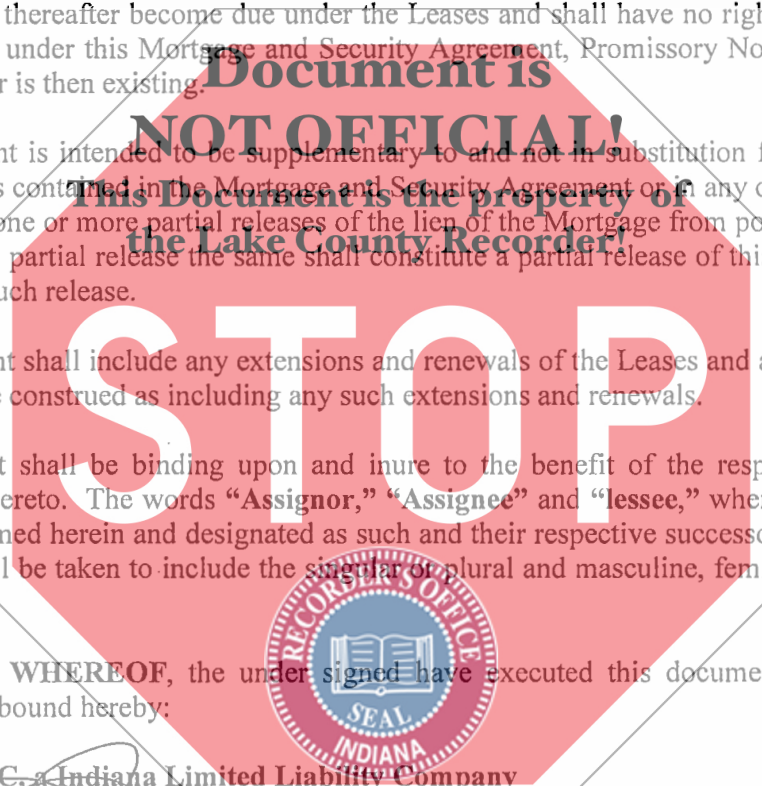 thereafter become due under the Leases and shall have no righ
under this Mortgage and Security Agreement, Promissory No
r is then existing.
Document is
NOT OFFICIAL!
nt is intended to be supplementary to and not in substitution f
s contained in the Mortgage and Security Agreement or in any o
This Document is the property of
one or more partial releases of the lien of the Mortgage from po
the Lake County Recorder!
partial release the same shall constitute a partial release of thi
uch release.
STOP
nt shall include any extensions and renewals of the Leases and a
e construed as including any such extensions and renewals.
t shall be binding upon and inure to the benefit of the resp
ereto. The words “Assignor,” “Assignee” and “lessee,” whe
ned herein and designated as such and their respective successo
l be taken to include the singular or plural and masculine, fem
RECORDER'S OFFICE
WHEREOF, the under signed have executed this docume
bound hereby:
SEAL
INDIANA
C, a Indiana Limited Liability Company